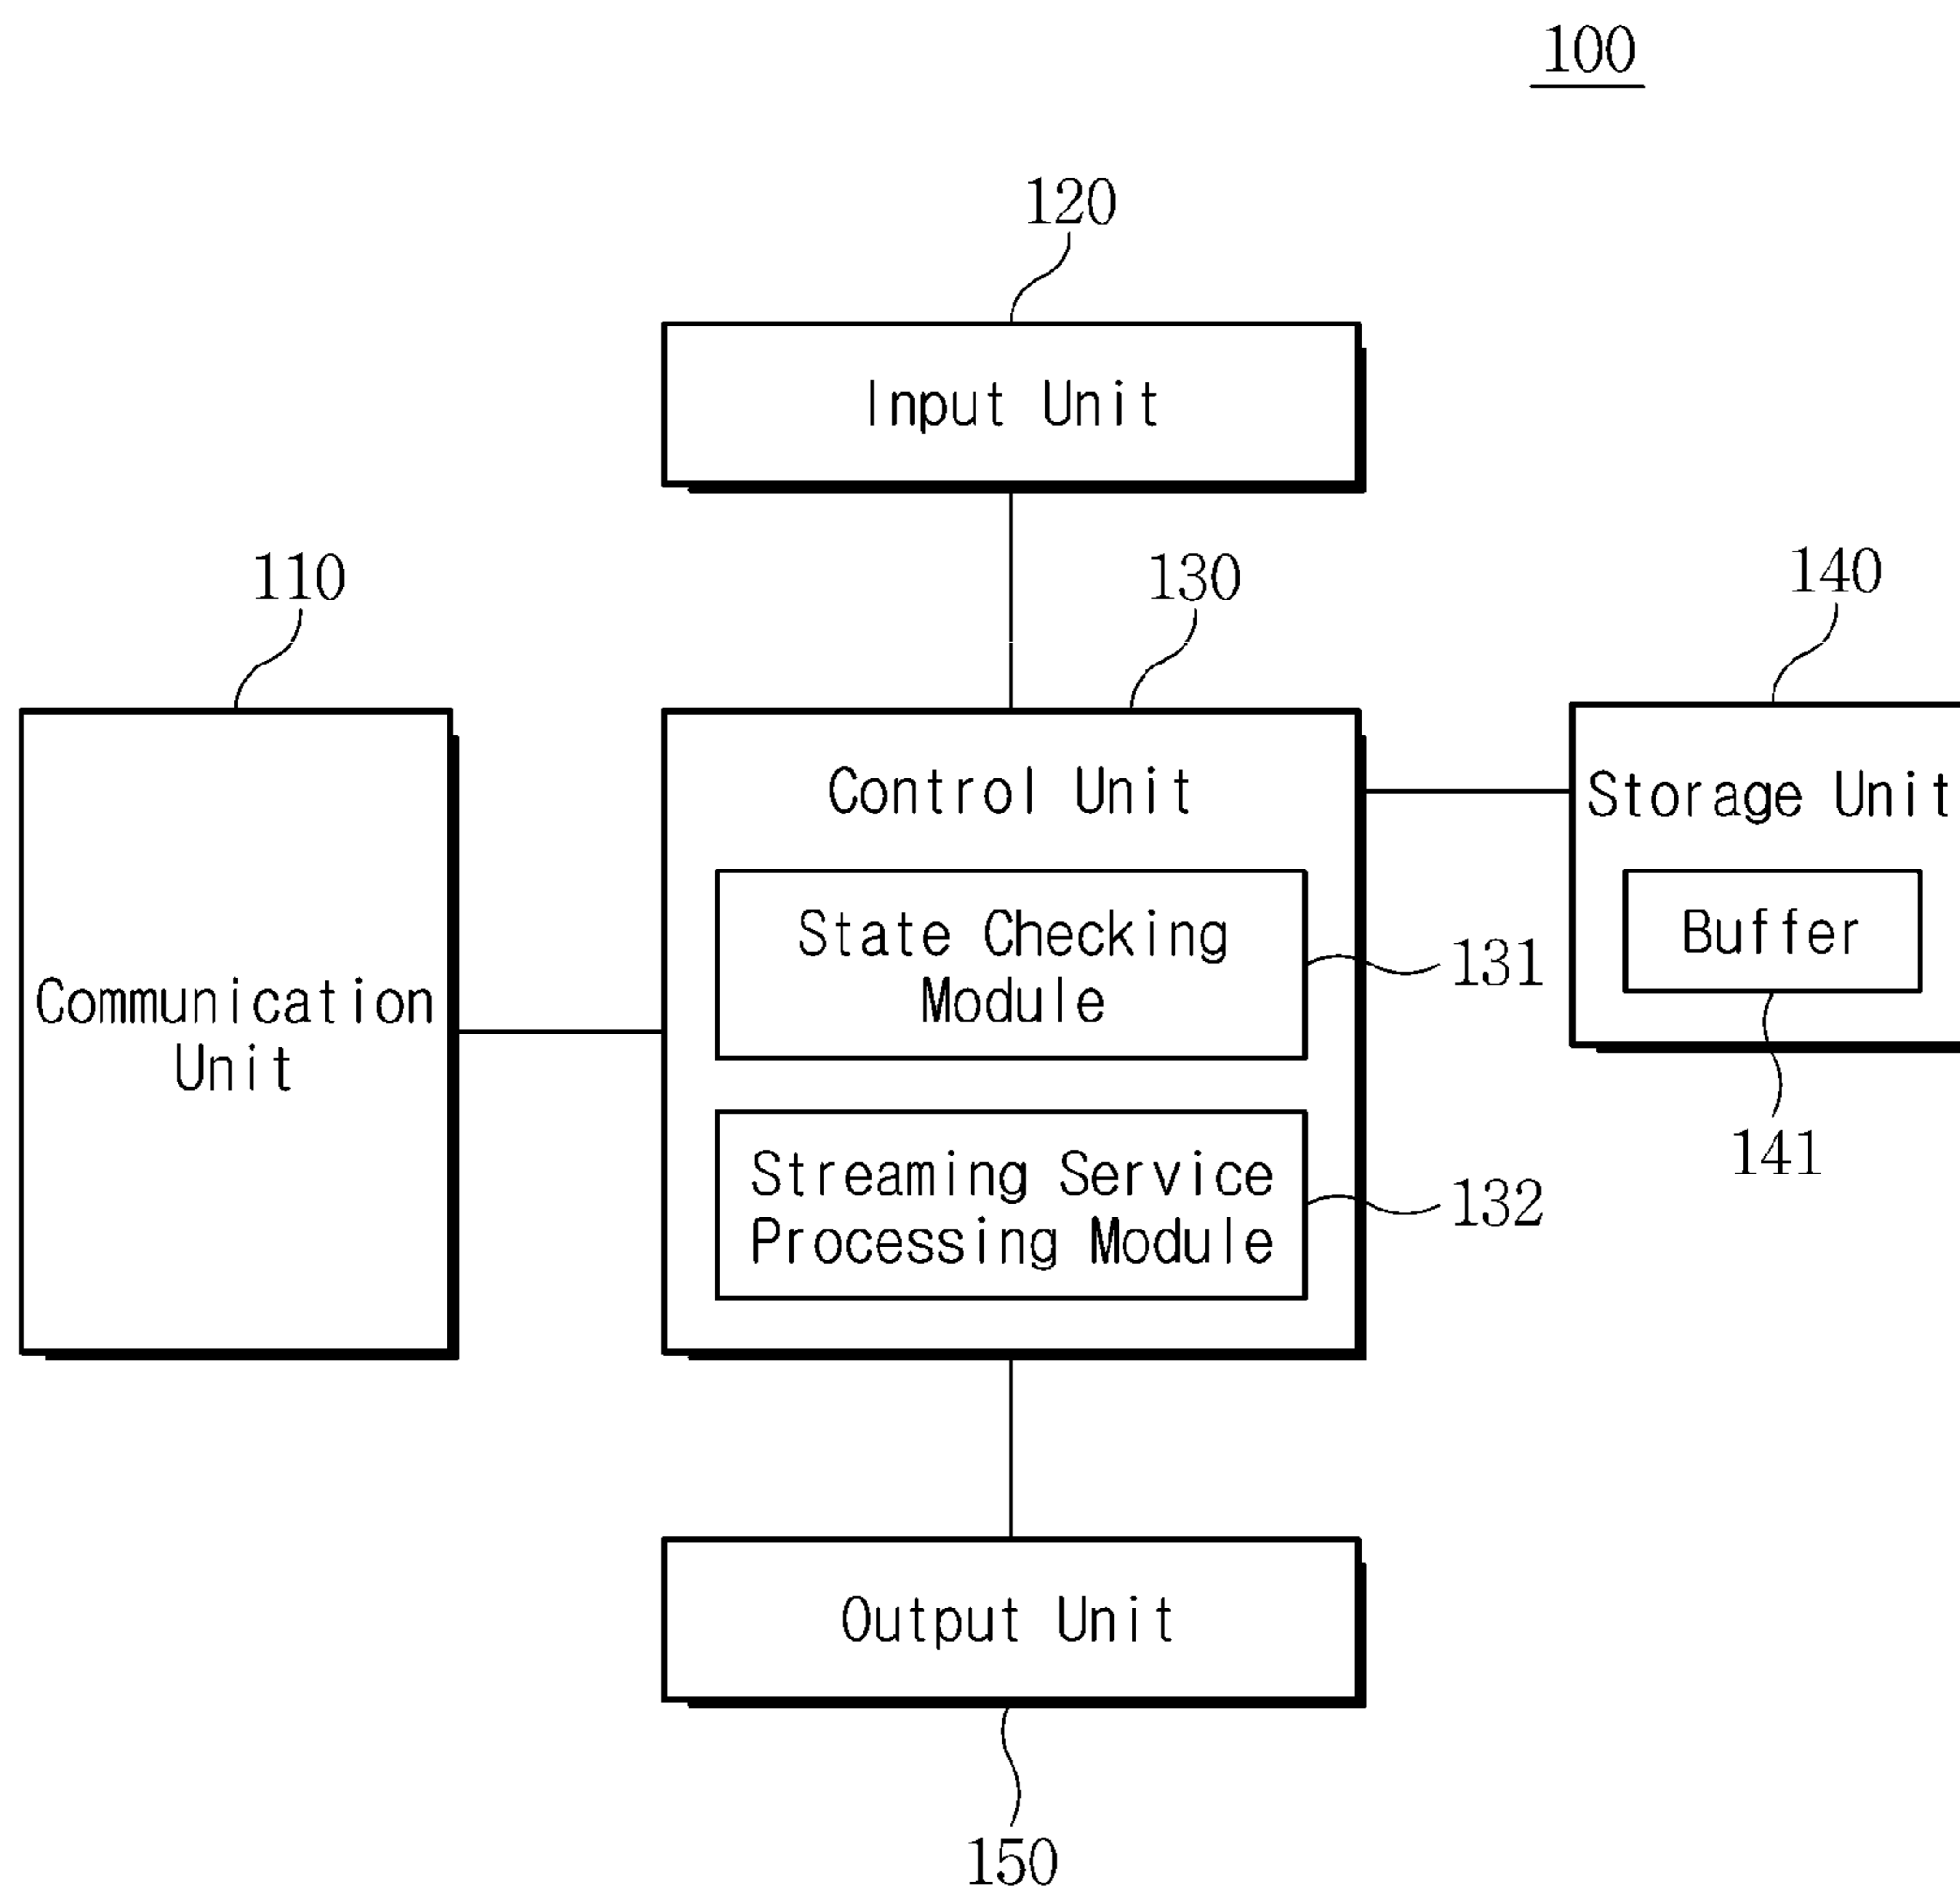 100
120
Input Unit
110
130
140
Communication
Unit
Control Unit
State Checking
Module
131
Streaming Service
Processing Module
132
Storage Unit
Buffer
141
Output Unit
150